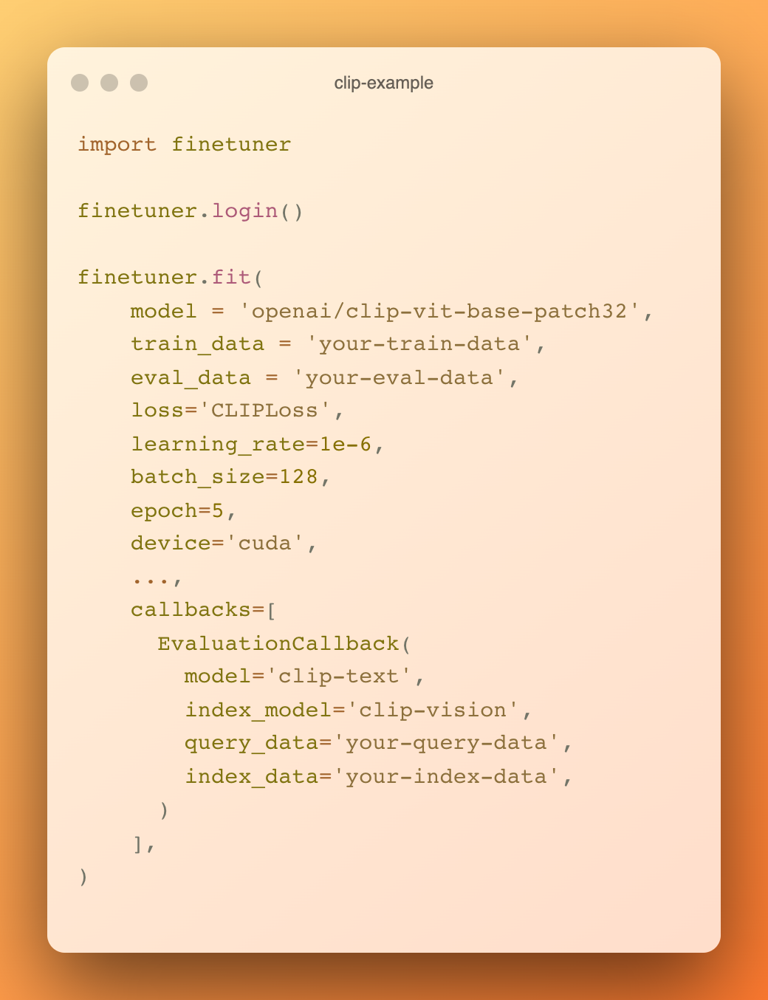 clip-example
import finetuner
finetuner.login()
finetuner.fit(
    model = 'openai/clip-vit-base-patch32',
    train_data = 'your-train-data',
    eval_data = 'your-eval-data',
    loss='CLIPLoss',
    learning_rate=1e-6,
    batch_size=128,
    epoch=5,
    device='cuda',
    ...,
    callbacks=[
      EvaluationCallback(
        model='clip-text',
        index_model='clip-vision',
        query_data='your-query-data',
        index_data='your-index-data',
      )
    ],
)